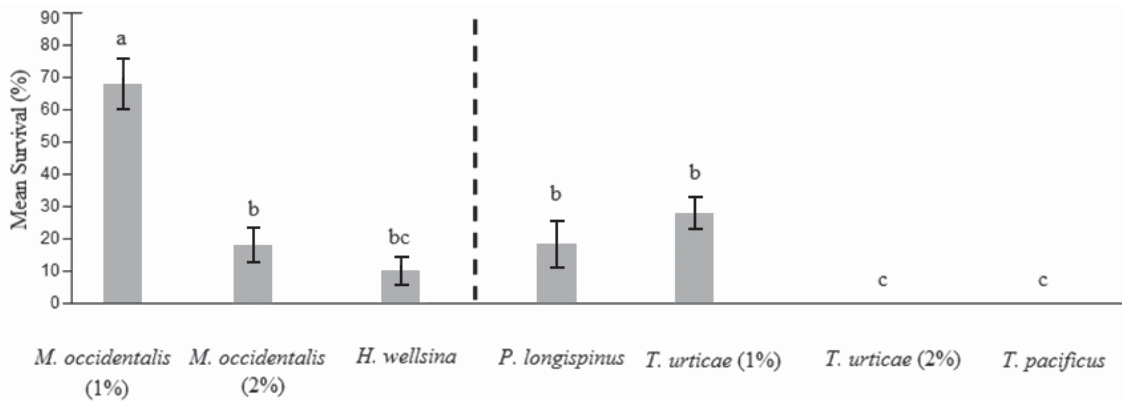 90
80
70
60
50
40
30
20
10
0
Mean Survival (%)
a
b
bc
b
b
c
c
M. occidentalis (1%)
M. occidentalis (2%)
H. wellsina
P. longispinus
T. urticae (1%)
T. urticae (2%)
T. pacificus